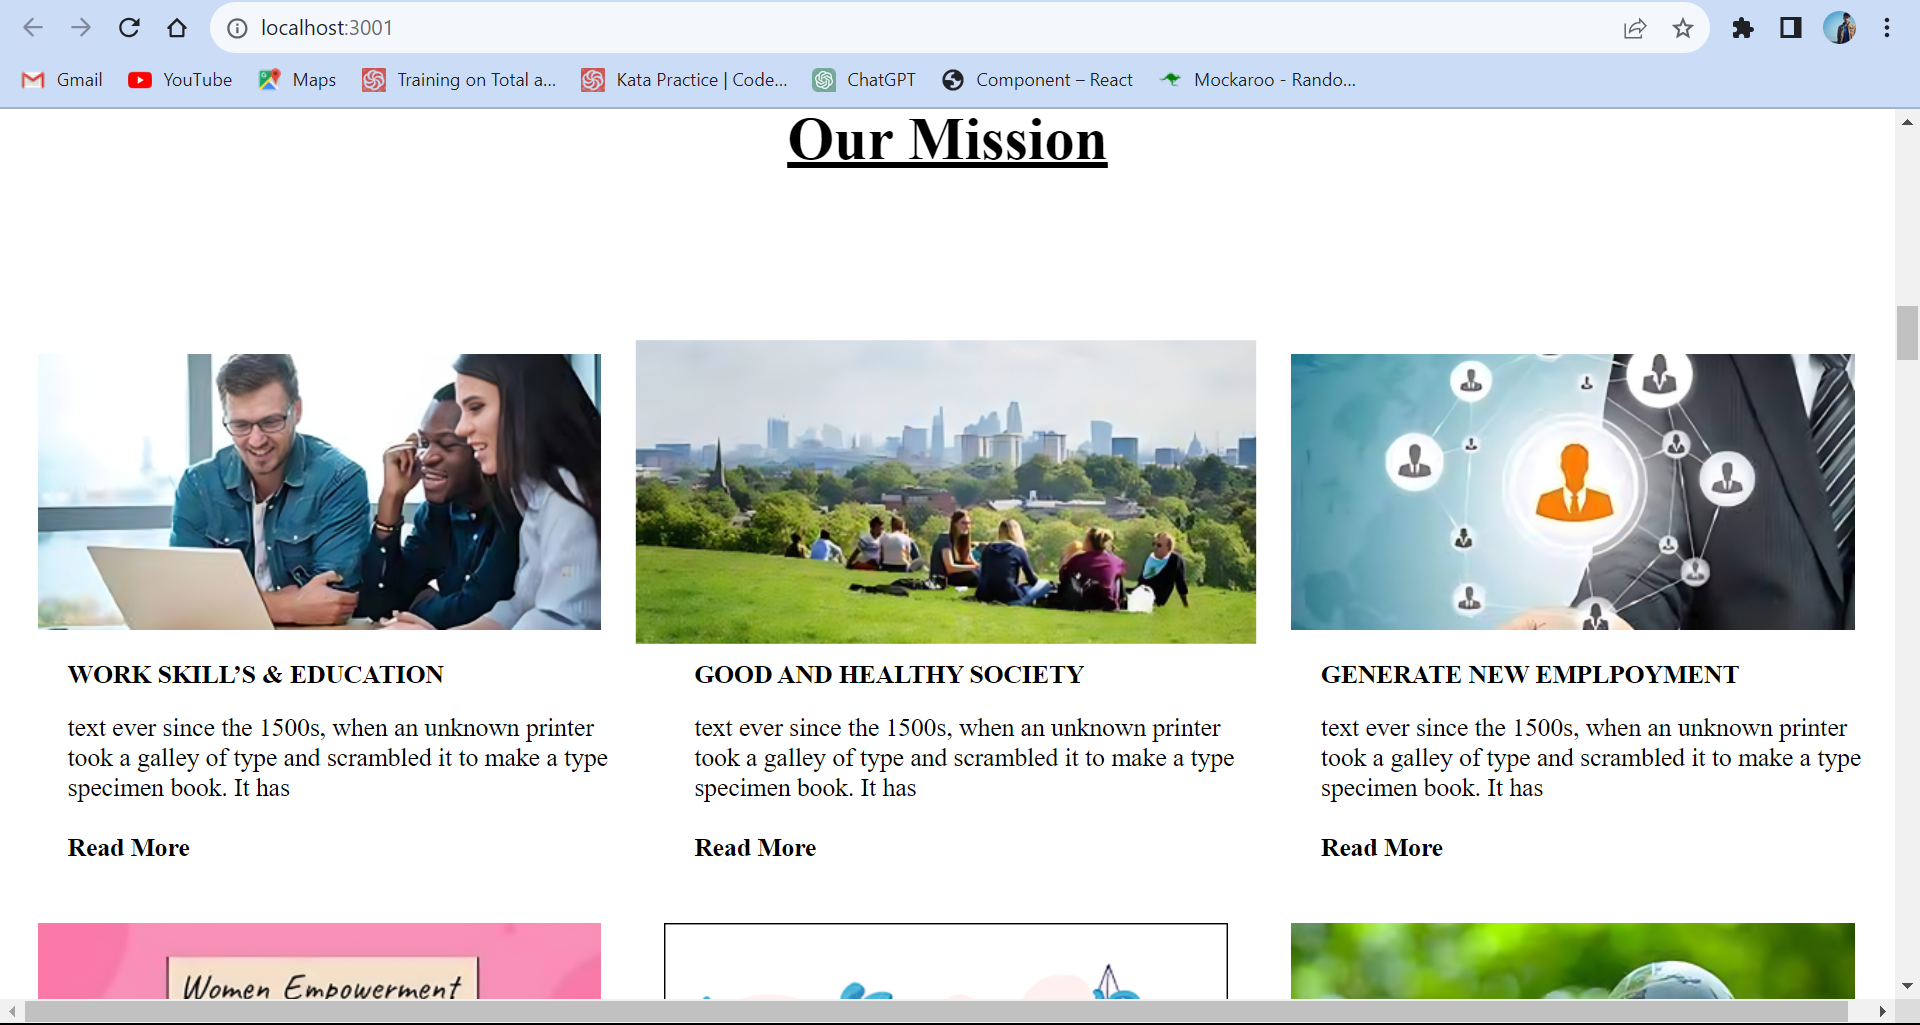 localhost:3001
Gmail YouTube Maps Training on Total a... Kata Practice | Code... ChatGPT Component – React Mockaroo - Rando...
Our Mission
WORK SKILL’S & EDUCATION
text ever since the 1500s, when an unknown printer
took a galley of type and scrambled it to make a type
specimen book. It has
Read More
GOOD AND HEALTHY SOCIETY
text ever since the 1500s, when an unknown printer
took a galley of type and scrambled it to make a type
specimen book. It has
Read More
GENERATE NEW EMPLPOYMENT
text ever since the 1500s, when an unknown printer
took a galley of type and scrambled it to make a type
specimen book. It has
Read More
Women Empowerment